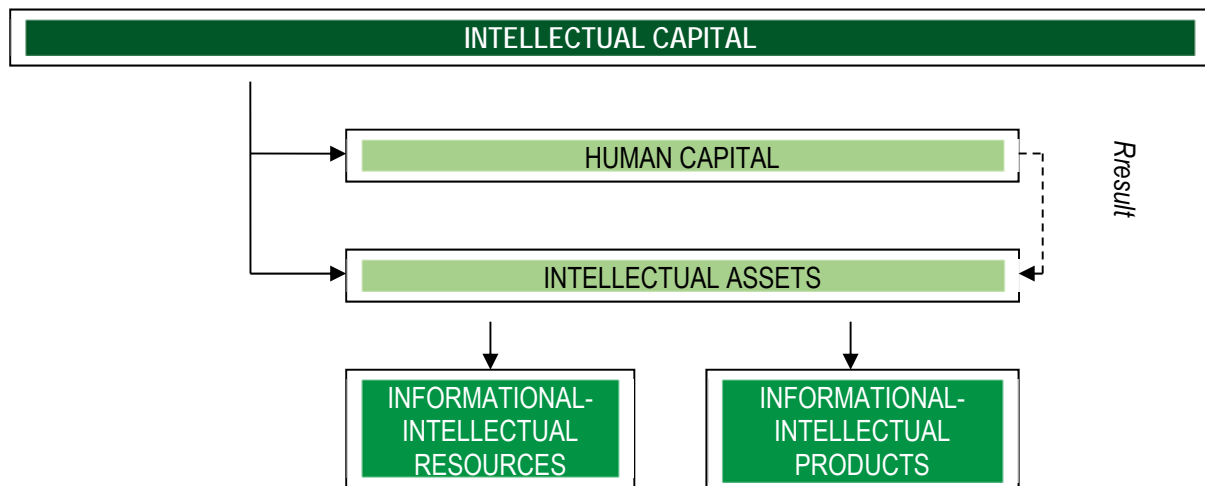 INTELLECTUAL CAPITAL
HUMAN CAPITAL
Rresult
INTELLECTUAL ASSETS
INFORMATIONAL-
INTELLECTUAL
RESOURCES
INFORMATIONAL-
INTELLECTUAL
PRODUCTS